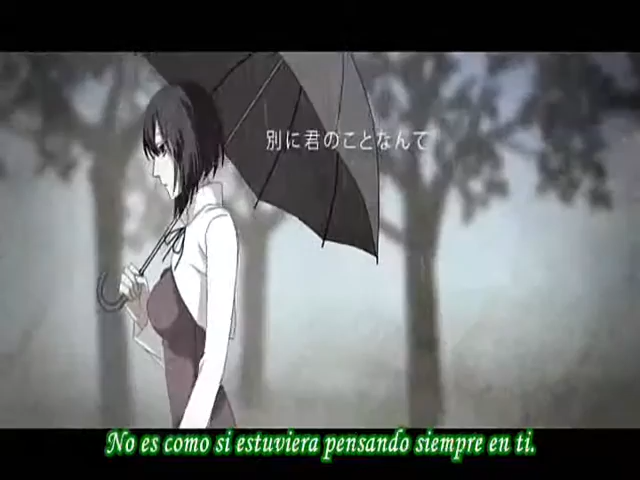 別に君のことなんて
No es como si estuviera pensando siempre en ti.